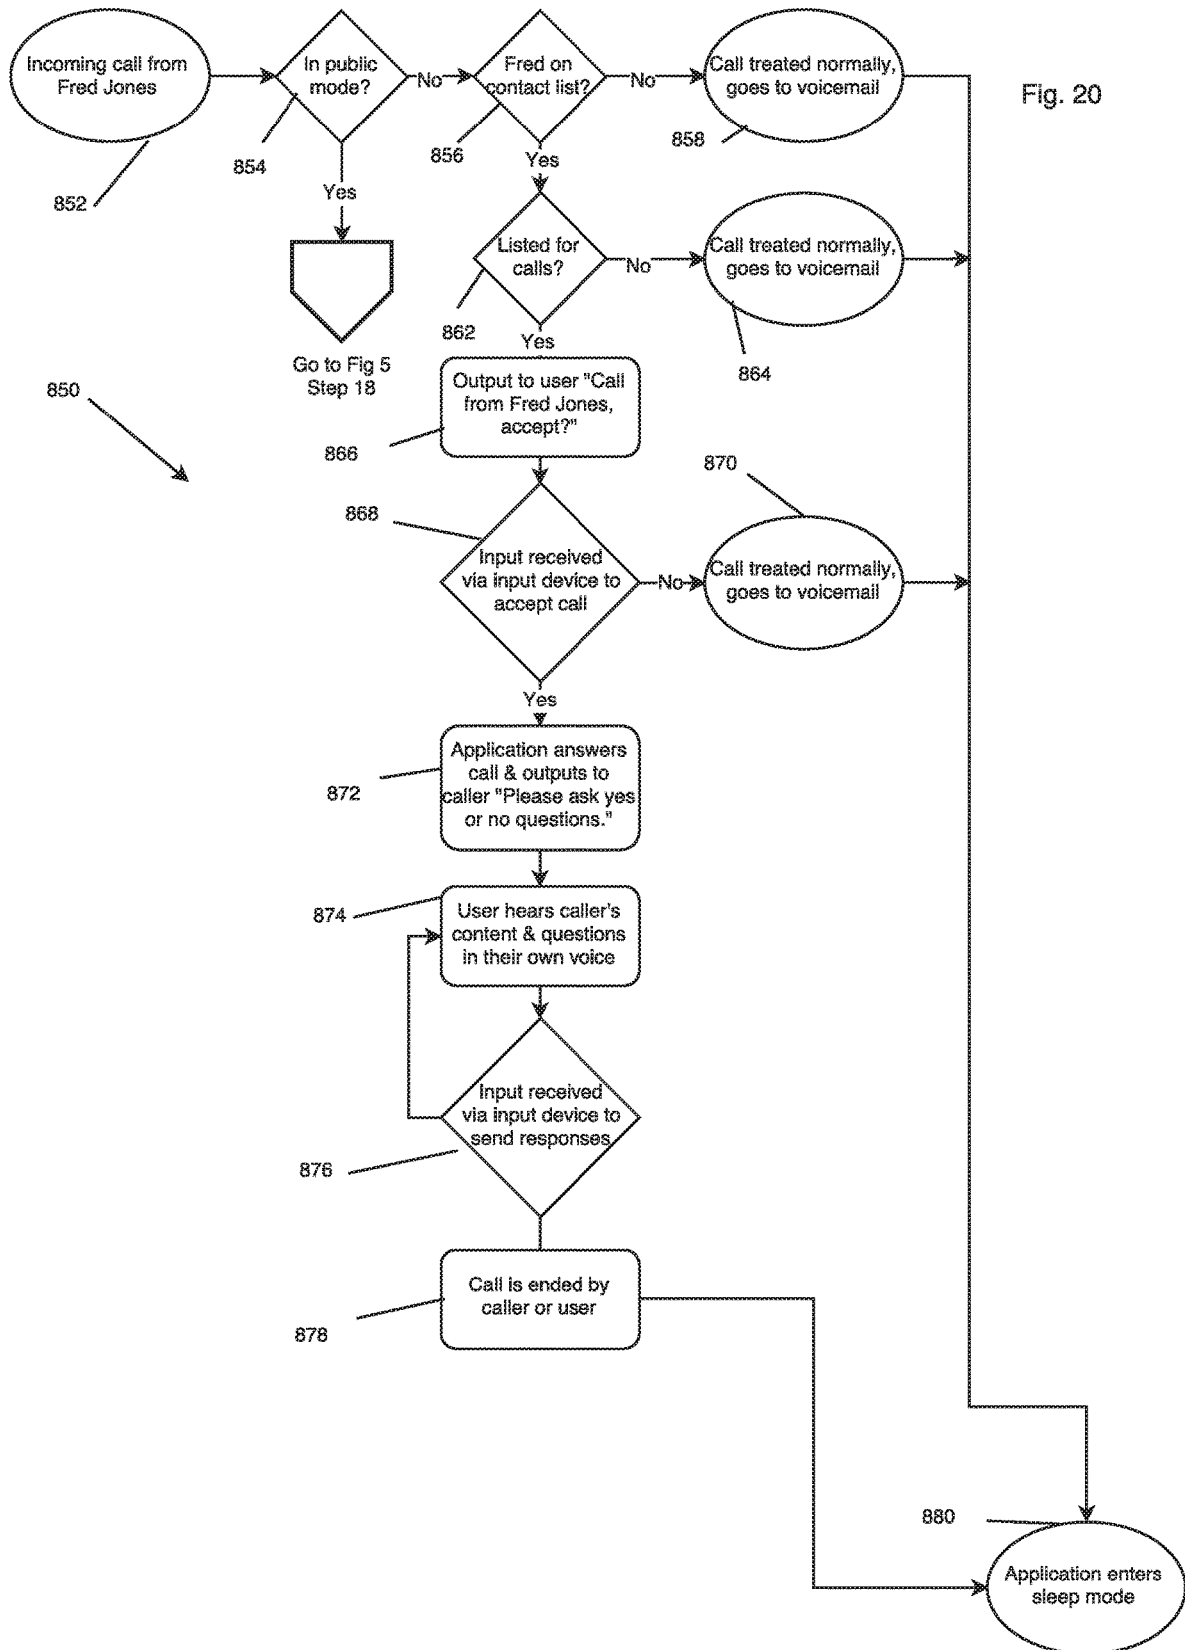 Incoming call from
Fred Jones
In public
mode?
No
Fred on
contact list?
No
Call treated normally,
goes to voicemail
Fig. 20
852
854
856
858
Yes
Yes
Go to Fig 5
Step 18
Listed for
calls?
No
Call treated normally,
goes to voicemail
862
864
Yes
850
Output to user "Call
from Fred Jones,
accept?"
866
868
Input received
via input device to
accept call
No
870
Call treated normally,
goes to voicemail
Yes
Application answers
call & outputs to
caller "Please ask yes
or no questions."
872
874
User hears caller's
content & questions
in their own voice
Input received
via input device to
send responses
876
Call is ended by
caller or user
878
880
Application enters
sleep mode